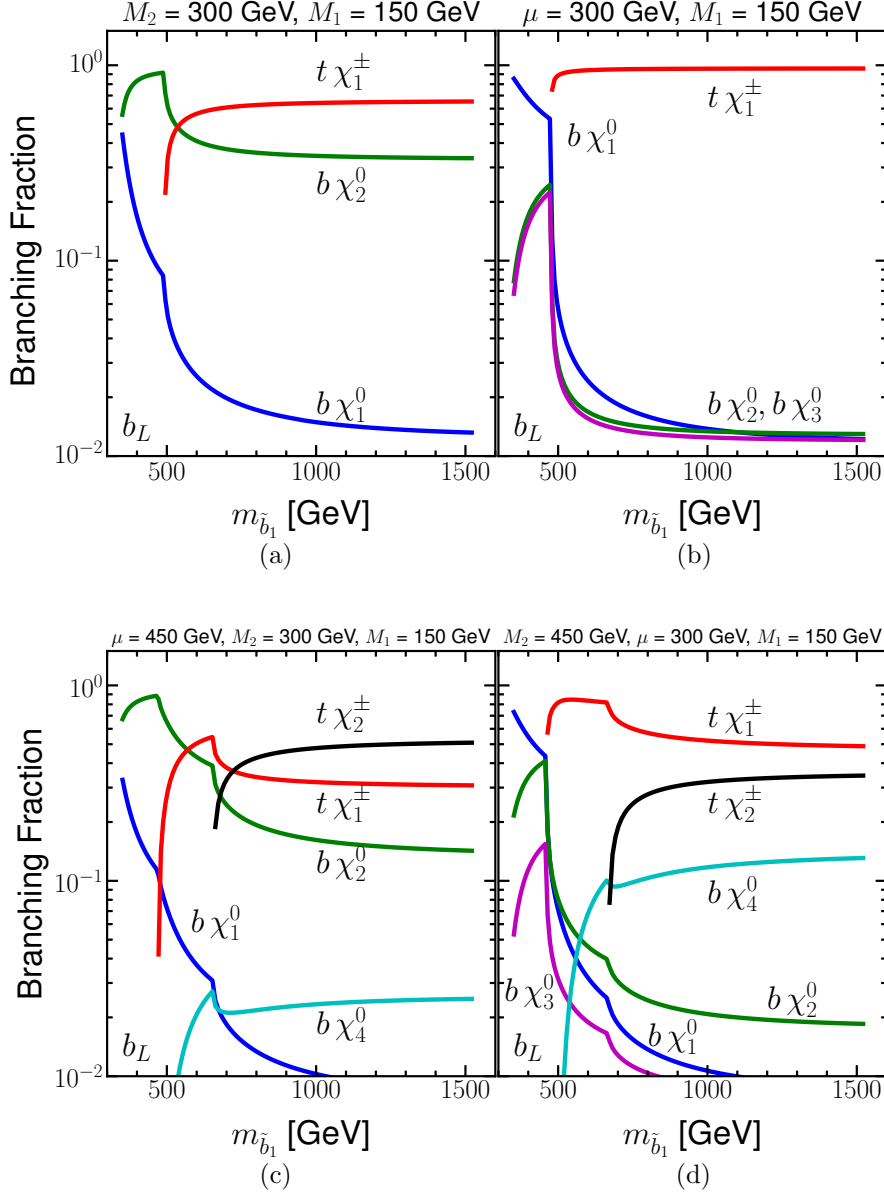 M₂ = 300 GeV, M₁ = 150 GeV
μ = 300 GeV, M₁ = 150 GeV
Branching Fraction
10⁰
10⁻¹
10⁻²
t χ₁^±
b χ₂⁰
b χ₁⁰
b_L
500
1000
1500
m_{b̃₁} [GeV]
(a)
t χ₁^±
b χ₁⁰
b χ₂⁰, b χ₃⁰
b_L
500
1000
1500
m_{b̃₁} [GeV]
(b)
μ = 450 GeV, M₂ = 300 GeV, M₁ = 150 GeV
M₂ = 450 GeV, μ = 300 GeV, M₁ = 150 GeV
Branching Fraction
10⁰
10⁻¹
10⁻²
t χ₂^±
t χ₁^±
b χ₂⁰
b χ₁⁰
b χ₄⁰
b_L
500
1000
1500
m_{b̃₁} [GeV]
(c)
t χ₁^±
t χ₂^±
b χ₄⁰
b χ₃⁰
b χ₂⁰
b χ₁⁰
b_L
500
1000
1500
m_{b̃₁} [GeV]
(d)